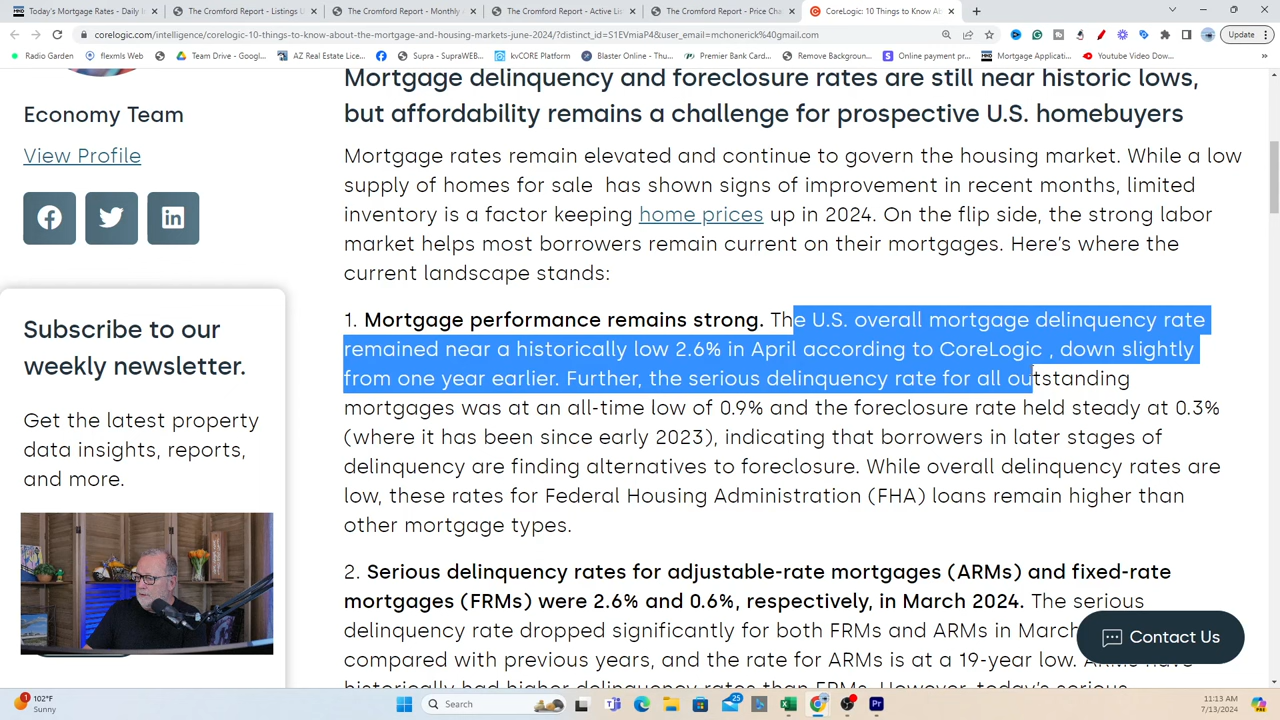 Today's Mortgage Rates - Daily I
The Cromford Report - Listings U
The Cromford Report - Monthly A
The Cromford Report - Active Lis
The Cromford Report - Price Cha
CoreLogic: 10 Things to Know Ab
corelogic.com/intelligence/corelogic-10-things-to-know-about-the-mortgage-and-housing-markets-june-2024/?distinct_id=S1EVmiaP4&user_email=mchonerick%40gmail.com
Update
Radio Garden
flexmls Web
Team Drive - Googl...
AZ Real Estate Lice...
Supra - SupraWEB...
kvCORE Platform
Blaster Online - Thu...
Premier Bank Card...
Remove Backgroun...
Online payment pr...
Mortgage Applicati...
Youtube Video Dow...
Mortgage delinquency and foreclosure rates are still near historic lows,
but affordability remains a challenge for prospective U.S. homebuyers
Economy Team
View Profile
Mortgage rates remain elevated and continue to govern the housing market. While a low
supply of homes for sale has shown signs of improvement in recent months, limited
inventory is a factor keeping home prices up in 2024. On the flip side, the strong labor
market helps most borrowers remain current on their mortgages. Here's where the
current landscape stands:
Subscribe to our
weekly newsletter.
Get the latest property
data insights, reports,
and more.
1. Mortgage performance remains strong. The U.S. overall mortgage delinquency rate
remained near a historically low 2.6% in April according to CoreLogic , down slightly
from one year earlier. Further, the serious delinquency rate for all outstanding
mortgages was at an all-time low of 0.9% and the foreclosure rate held steady at 0.3%
(where it has been since early 2023), indicating that borrowers in later stages of
delinquency are finding alternatives to foreclosure. While overall delinquency rates are
low, these rates for Federal Housing Administration (FHA) loans remain higher than
other mortgage types.
2. Serious delinquency rates for adjustable-rate mortgages (ARMs) and fixed-rate
mortgages (FRMs) were 2.6% and 0.6%, respectively, in March 2024. The serious
delinquency rate dropped significantly for both FRMs and ARMs in March
compared with previous years, and the rate for ARMs is at a 19-year low. ARMs have
historically had higher delinquency rates than FRMs. However, today's serious
Contact Us
102°F
Sunny
Search
25
11:13 AM
7/13/2024